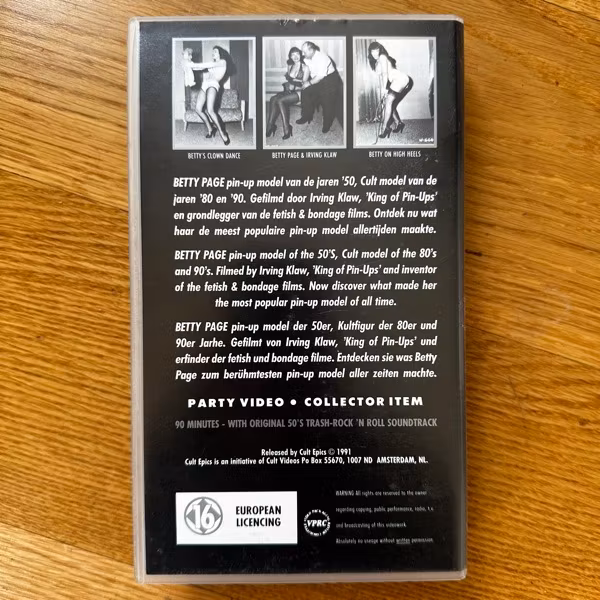 BETTY'S CLOWN DANCE
BETTY PAGE & IRVING KLAW
BETTY ON HIGH HEELS
BETTY PAGE pin-up model van de jaren '50, Cult model van de
jaren '80 en '90. Gefilmd door Irving Klaw, 'King of Pin-Ups'
en grondlegger van de fetish & bondage films. Ontdek nu wat
haar de meest populaire pin-up model allertijden maakte.
BETTY PAGE pin-up model of the 50'S, Cult model of the 80's
and 90's. Filmed by Irving Klaw, 'King of Pin-Ups' and inventor
of the fetish & bondage films. Now discover what made her
the most popular pin-up model of all time.
BETTY PAGE pin-up model der 50er, Kultfigur der 80er und
90er Jarhe. Gefilmt von Irving Klaw, 'King of Pin-Ups' und
erfinder der fetish und bondage filme. Entdecken sie was Betty
Page zum berühmtesten pin-up model aller zeiten machte.
PARTY VIDEO • COLLECTOR ITEM
90 MINUTES - WITH ORIGINAL 50'S TRASH-ROCK 'N ROLL SOUNDTRACK
Released by Cult Epics © 1991
Cult Epics is an initiative of Cult Videos Po Box 55670, 1007 ND AMSTERDAM, NL.
16
EUROPEAN
LICENCING
VPRC
WARNING All rights are reserved to the owner
regarding copying, public performance, radio, t.v.
and broadcasting of this videowork.
Absolutely no useage without written permission.